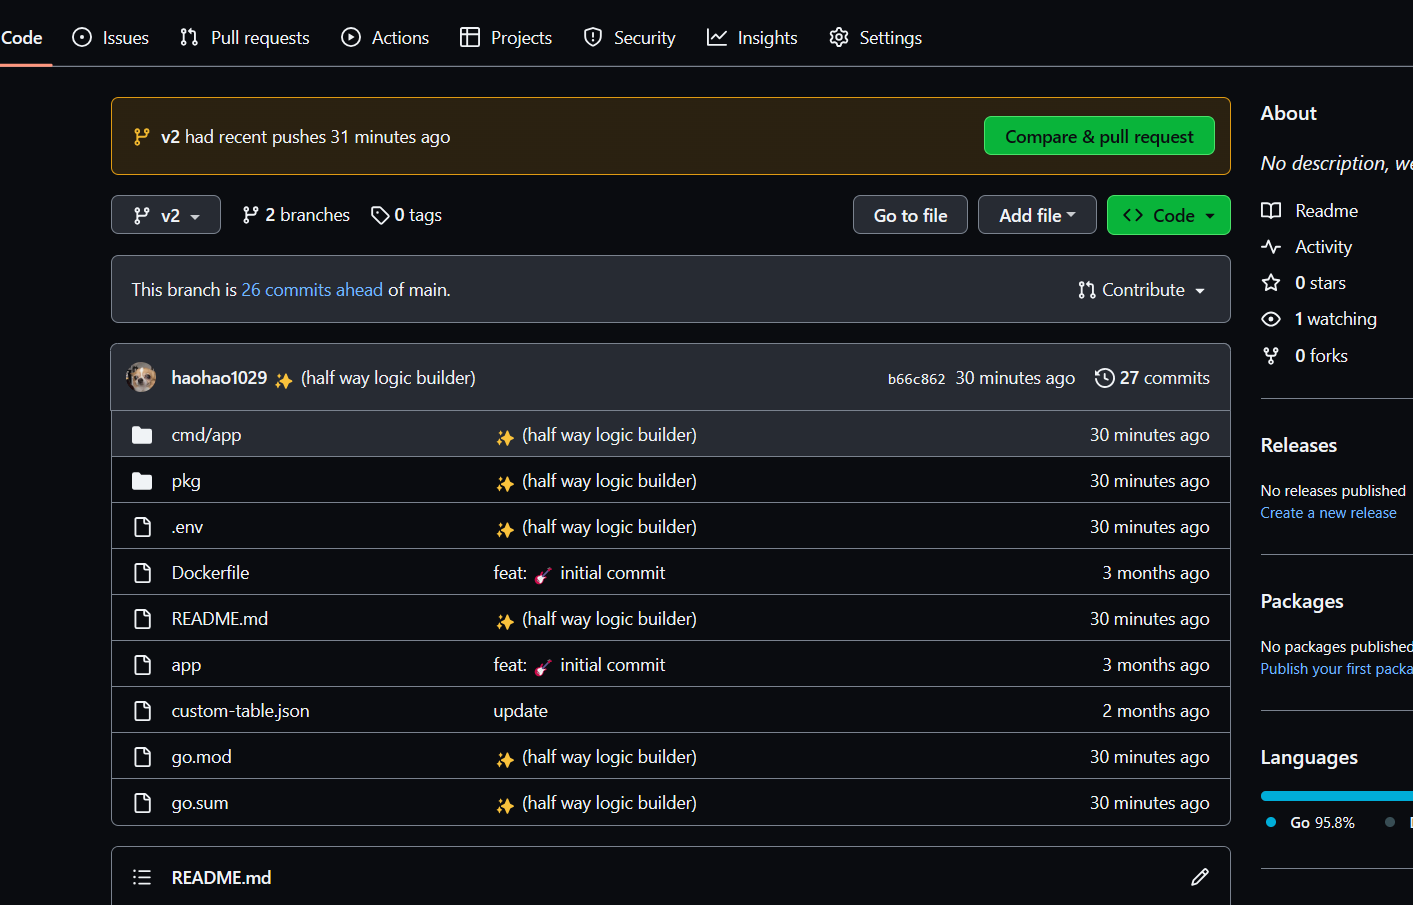 Code Issues Pull requests Actions Projects Security Insights Settings
v2 had recent pushes 31 minutes ago Compare & pull request
v2 2 branches 0 tags Go to file Add file Code
This branch is 26 commits ahead of main. Contribute
haohao1029 ✨ (half way logic builder) b66c862 30 minutes ago 27 commits
cmd/app ✨ (half way logic builder) 30 minutes ago
pkg ✨ (half way logic builder) 30 minutes ago
.env ✨ (half way logic builder) 30 minutes ago
Dockerfile feat: 🎸 initial commit 3 months ago
README.md ✨ (half way logic builder) 30 minutes ago
app feat: 🎸 initial commit 3 months ago
custom-table.json update 2 months ago
go.mod ✨ (half way logic builder) 30 minutes ago
go.sum ✨ (half way logic builder) 30 minutes ago
README.md
About
No description,
Readme
Activity
0 stars
1 watching
0 forks
Releases
No releases published
Create a new release
Packages
No packages published
Publish your first
Languages
Go 95.8%